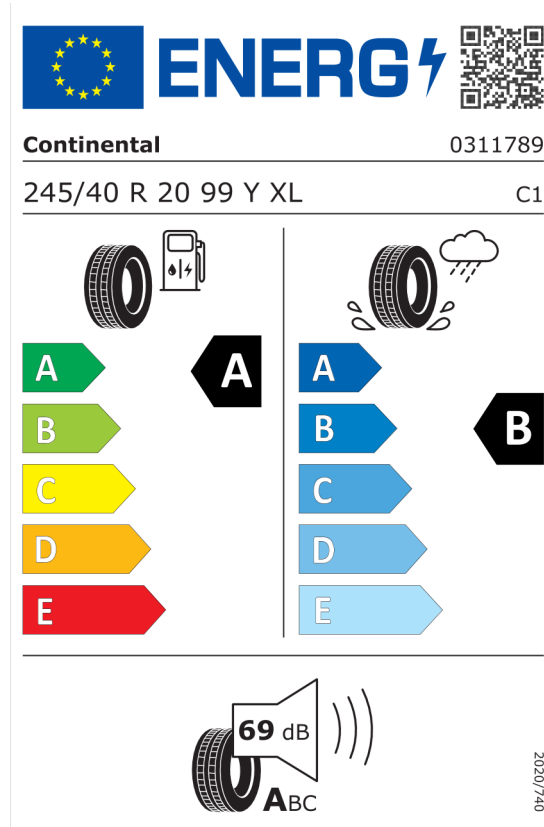 ENERG
Continental 0311789
245/40 R 20 99 Y XL C1
A A A
B B B
C C
D D
E E
69 dB
ABC
2020/740